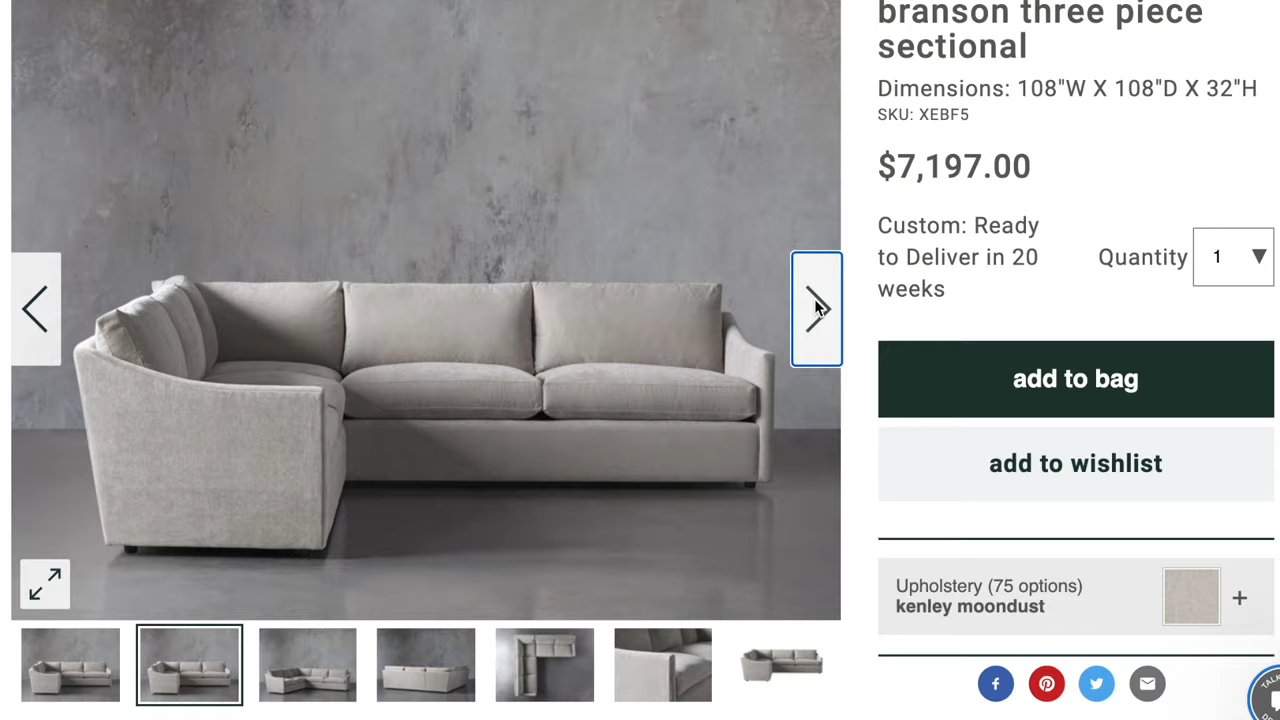 branson three piece
sectional
Dimensions: 108"W X 108"D X 32"H
SKU: XEBF5
$7,197.00
Custom: Ready
to Deliver in 20
weeks
Quantity
1
add to bag
add to wishlist
Upholstery (75 options)
kenley moondust